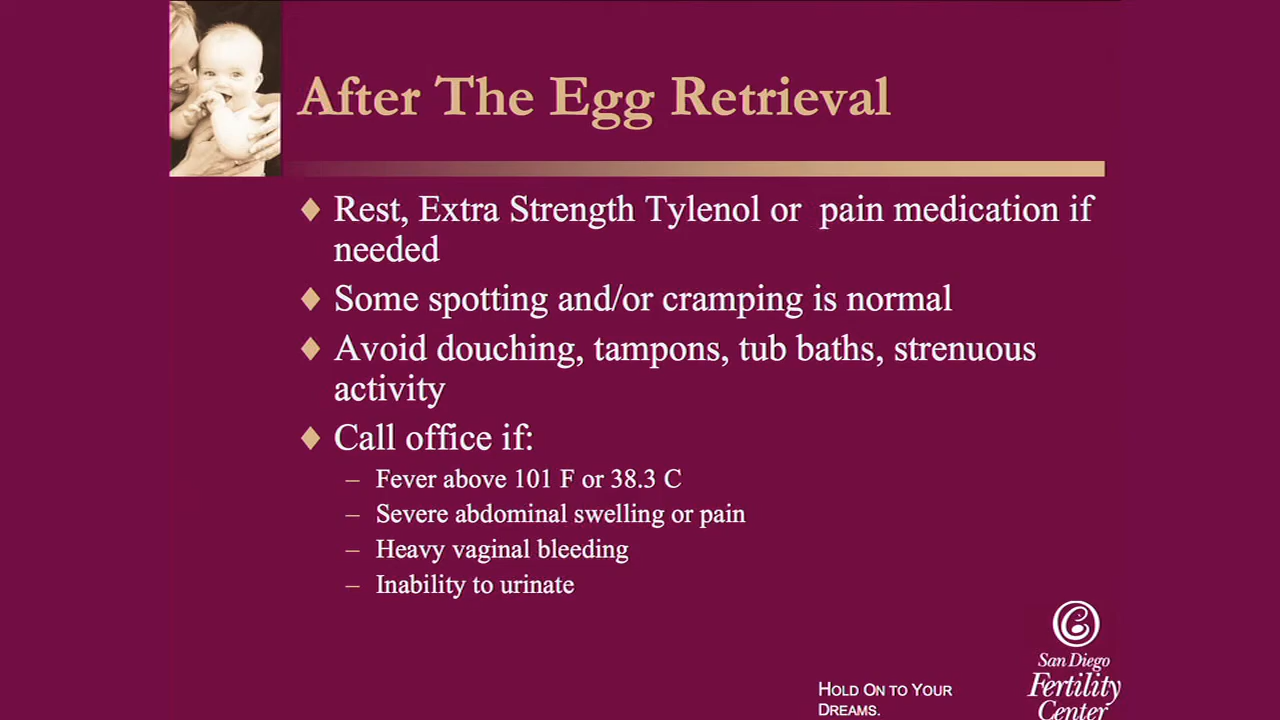 After The Egg Retrieval
Rest, Extra Strength Tylenol or pain medication if
needed
Some spotting and/or cramping is normal
Avoid douching, tampons, tub baths, strenuous
activity
Call office if:
– Fever above 101 F or 38.3 C
– Severe abdominal swelling or pain
– Heavy vaginal bleeding
– Inability to urinate
HOLD ON TO YOUR
DREAMS.
San Diego
Fertility
Center